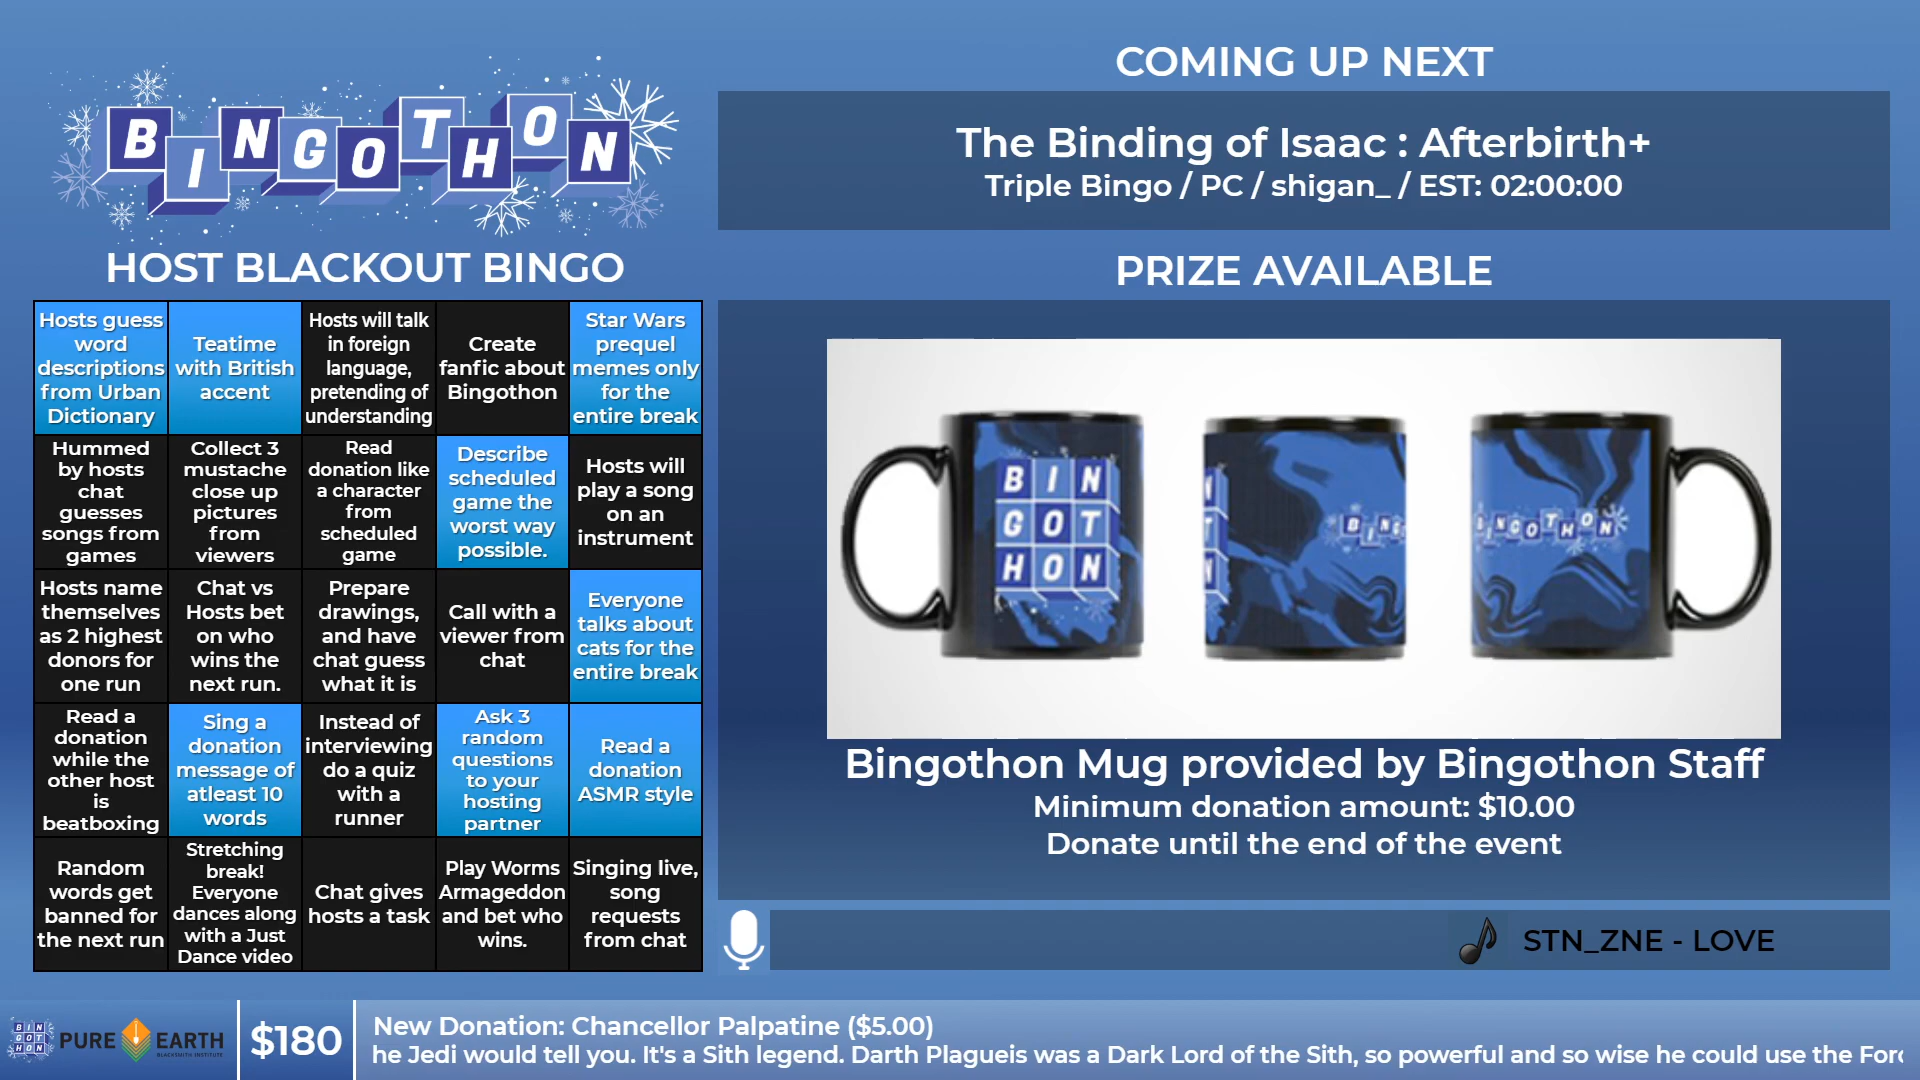 BINGOTHON
HOST BLACKOUT BINGO
Hosts guess
word
descriptions
from Urban
Dictionary
Teatime
with British
accent
Hosts will talk
in foreign
language,
pretending of
understanding
Create
fanfic about
Bingothon
Star Wars
prequel
memes only
for the
entire break
Hummed
by hosts
chat
guesses
songs from
games
Collect 3
mustache
close up
pictures
from
viewers
Read
donation like
a character
from
scheduled
game
Describe
scheduled
game the
worst way
possible.
Hosts will
play a song
on an
instrument
Hosts name
themselves
as 2 highest
donors for
one run
Chat vs
Hosts bet
on who
wins the
next run.
Prepare
drawings,
and have
chat guess
what it is
Call with a
viewer from
chat
Everyone
talks about
cats for the
entire break
Read a
donation
while the
other host
is
beatboxing
Sing a
donation
message of
atleast 10
words
Instead of
interviewing
do a quiz
with a
runner
Ask 3
random
questions
to your
hosting
partner
Read a
donation
ASMR style
Random
words get
banned for
the next run
Stretching
break!
Everyone
dances along
with a Just
Dance video
Chat gives
hosts a task
Play Worms
Armageddon
and bet who
wins.
Singing live,
song
requests
from chat
COMING UP NEXT
The Binding of Isaac : Afterbirth+
Triple Bingo / PC / shigan_ / EST: 02:00:00
PRIZE AVAILABLE
BIN
GOT
HON
N
T
N
BING
BINGOTHON
Bingothon Mug provided by Bingothon Staff
Minimum donation amount: $10.00
Donate until the end of the event
STN_ZNE - LOVE
BIN
GOT
HON
PURE EARTH
BLACKSMITH INSTITUTE
$180
New Donation: Chancellor Palpatine ($5.00)
he Jedi would tell you. It's a Sith legend. Darth Plagueis was a Dark Lord of the Sith, so powerful and so wise he could use the Forc